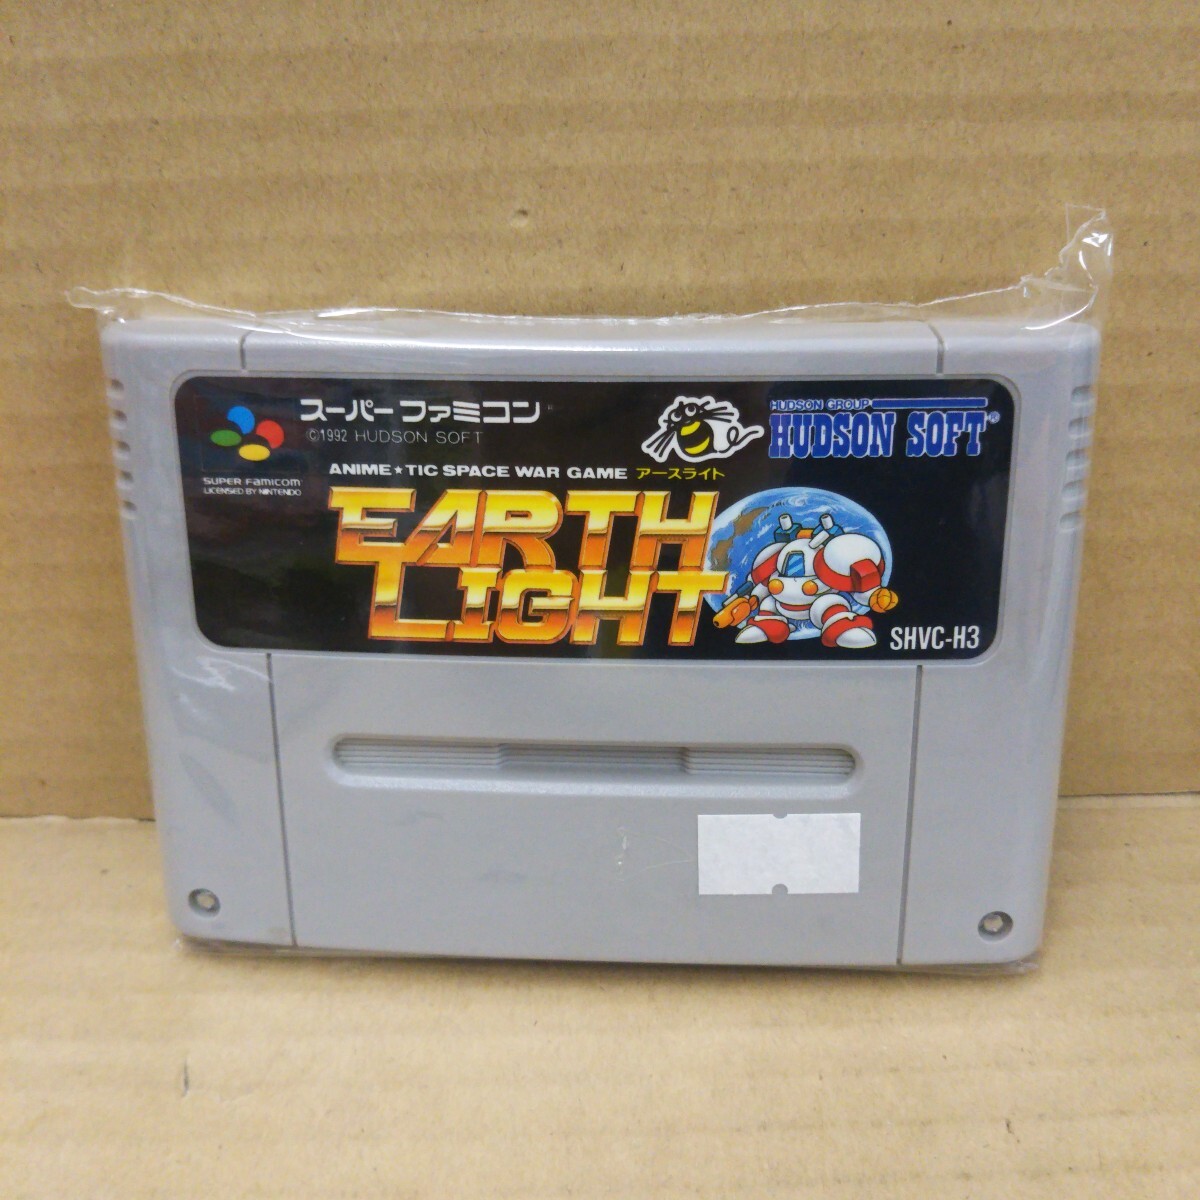 スーパーファミコン
©1992 HUDSON SOFT
HUDSON GROUP
HUDSON SOFT®
SUPER FAMICOM
LICENSED BY NINTENDO
ANIME★TIC SPACE WAR GAME アースライト
EARTH
LIGHT
SHVC-H3